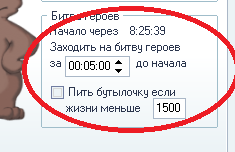 Битва героев
Начало через 8:25:39
Заходить на битву героев
за 00:05:00 до начала
Пить бутылочку если
жизни меньше 1500